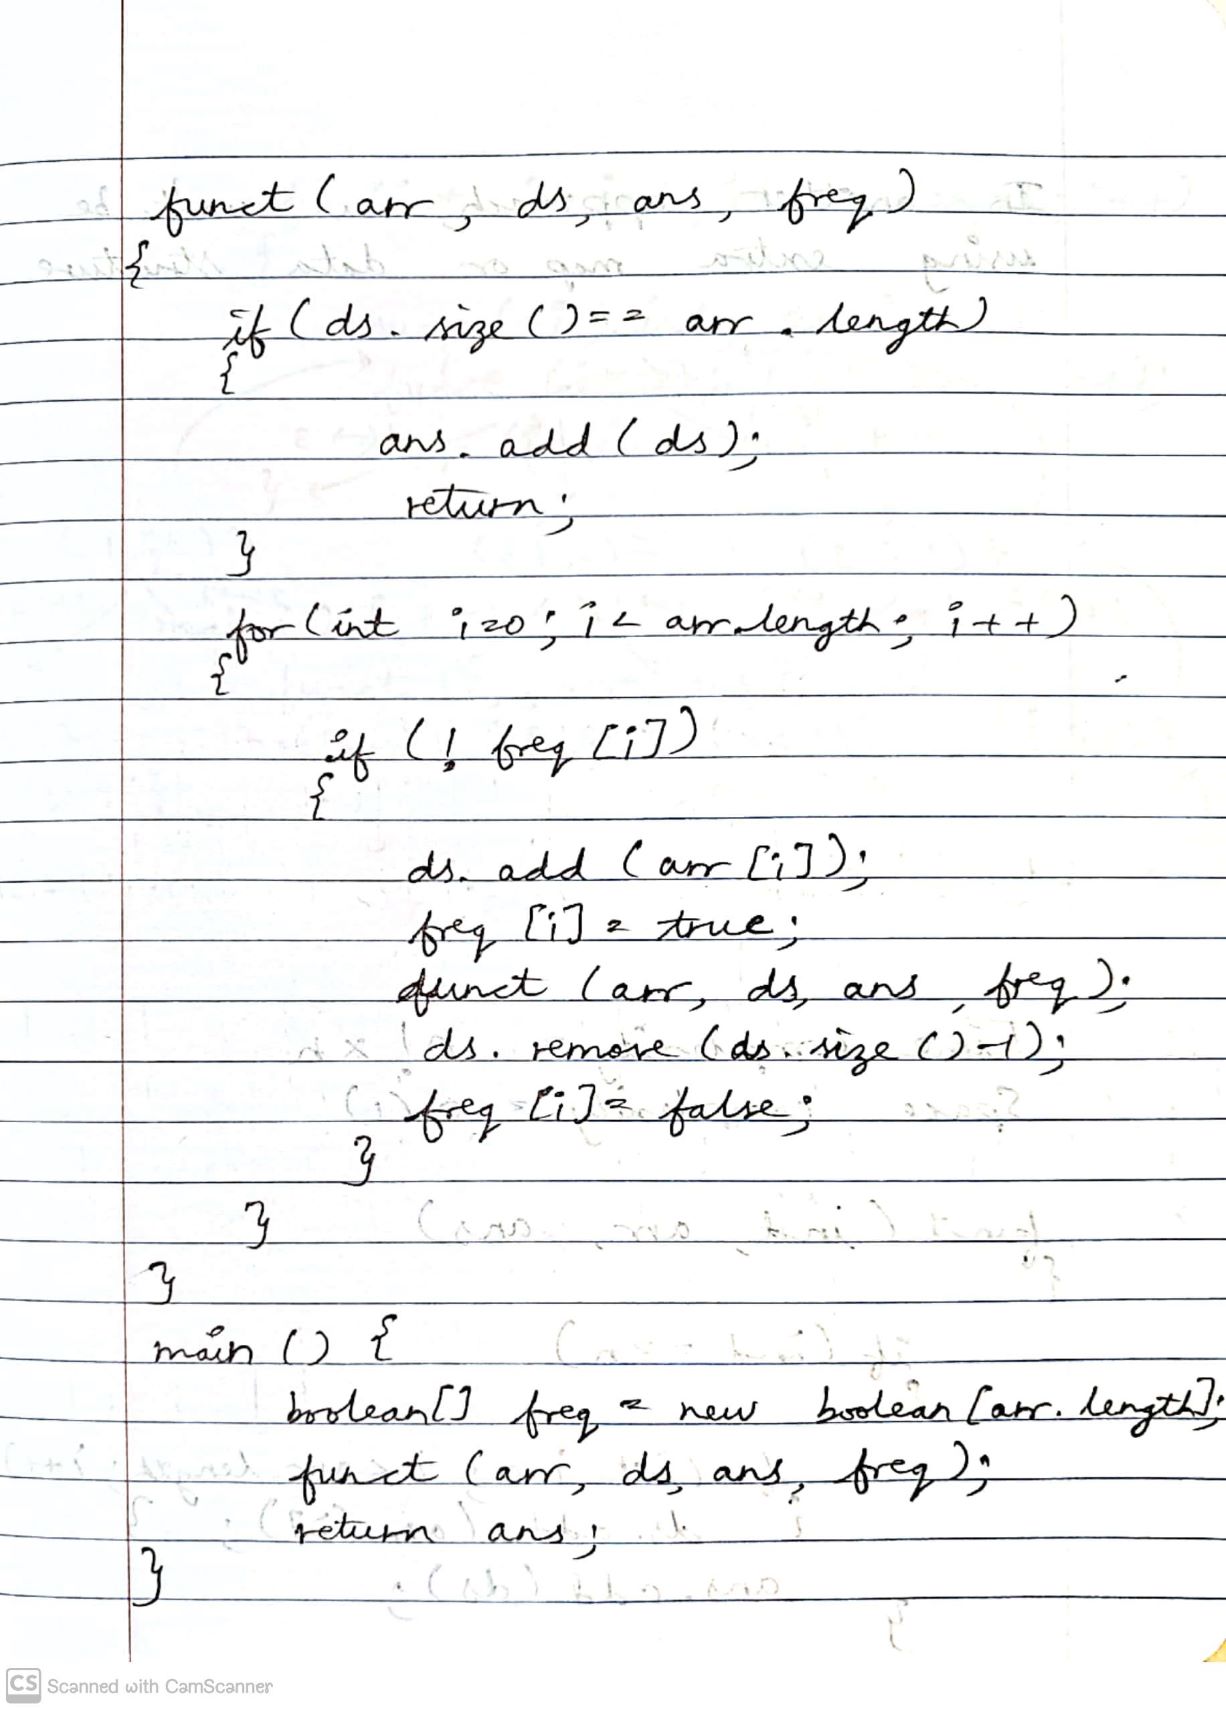 funct (arr, ds, ans, freq)
{
if (ds. size () == arr. length)
{
ans. add (ds);
return;
}
for (int i=0; i< arr.length; i++)
{
if (! freq [i])
{
ds. add (arr [i]);
freq [i] = true;
funct (arr, ds, ans, freq);
ds. remove (ds. size () -1);
freq [i] = false;
}
}
}
main () {
boolean[] freq = new boolean [arr. length];
funct (arr, ds, ans, freq);
return ans;
}
CS Scanned with CamScanner